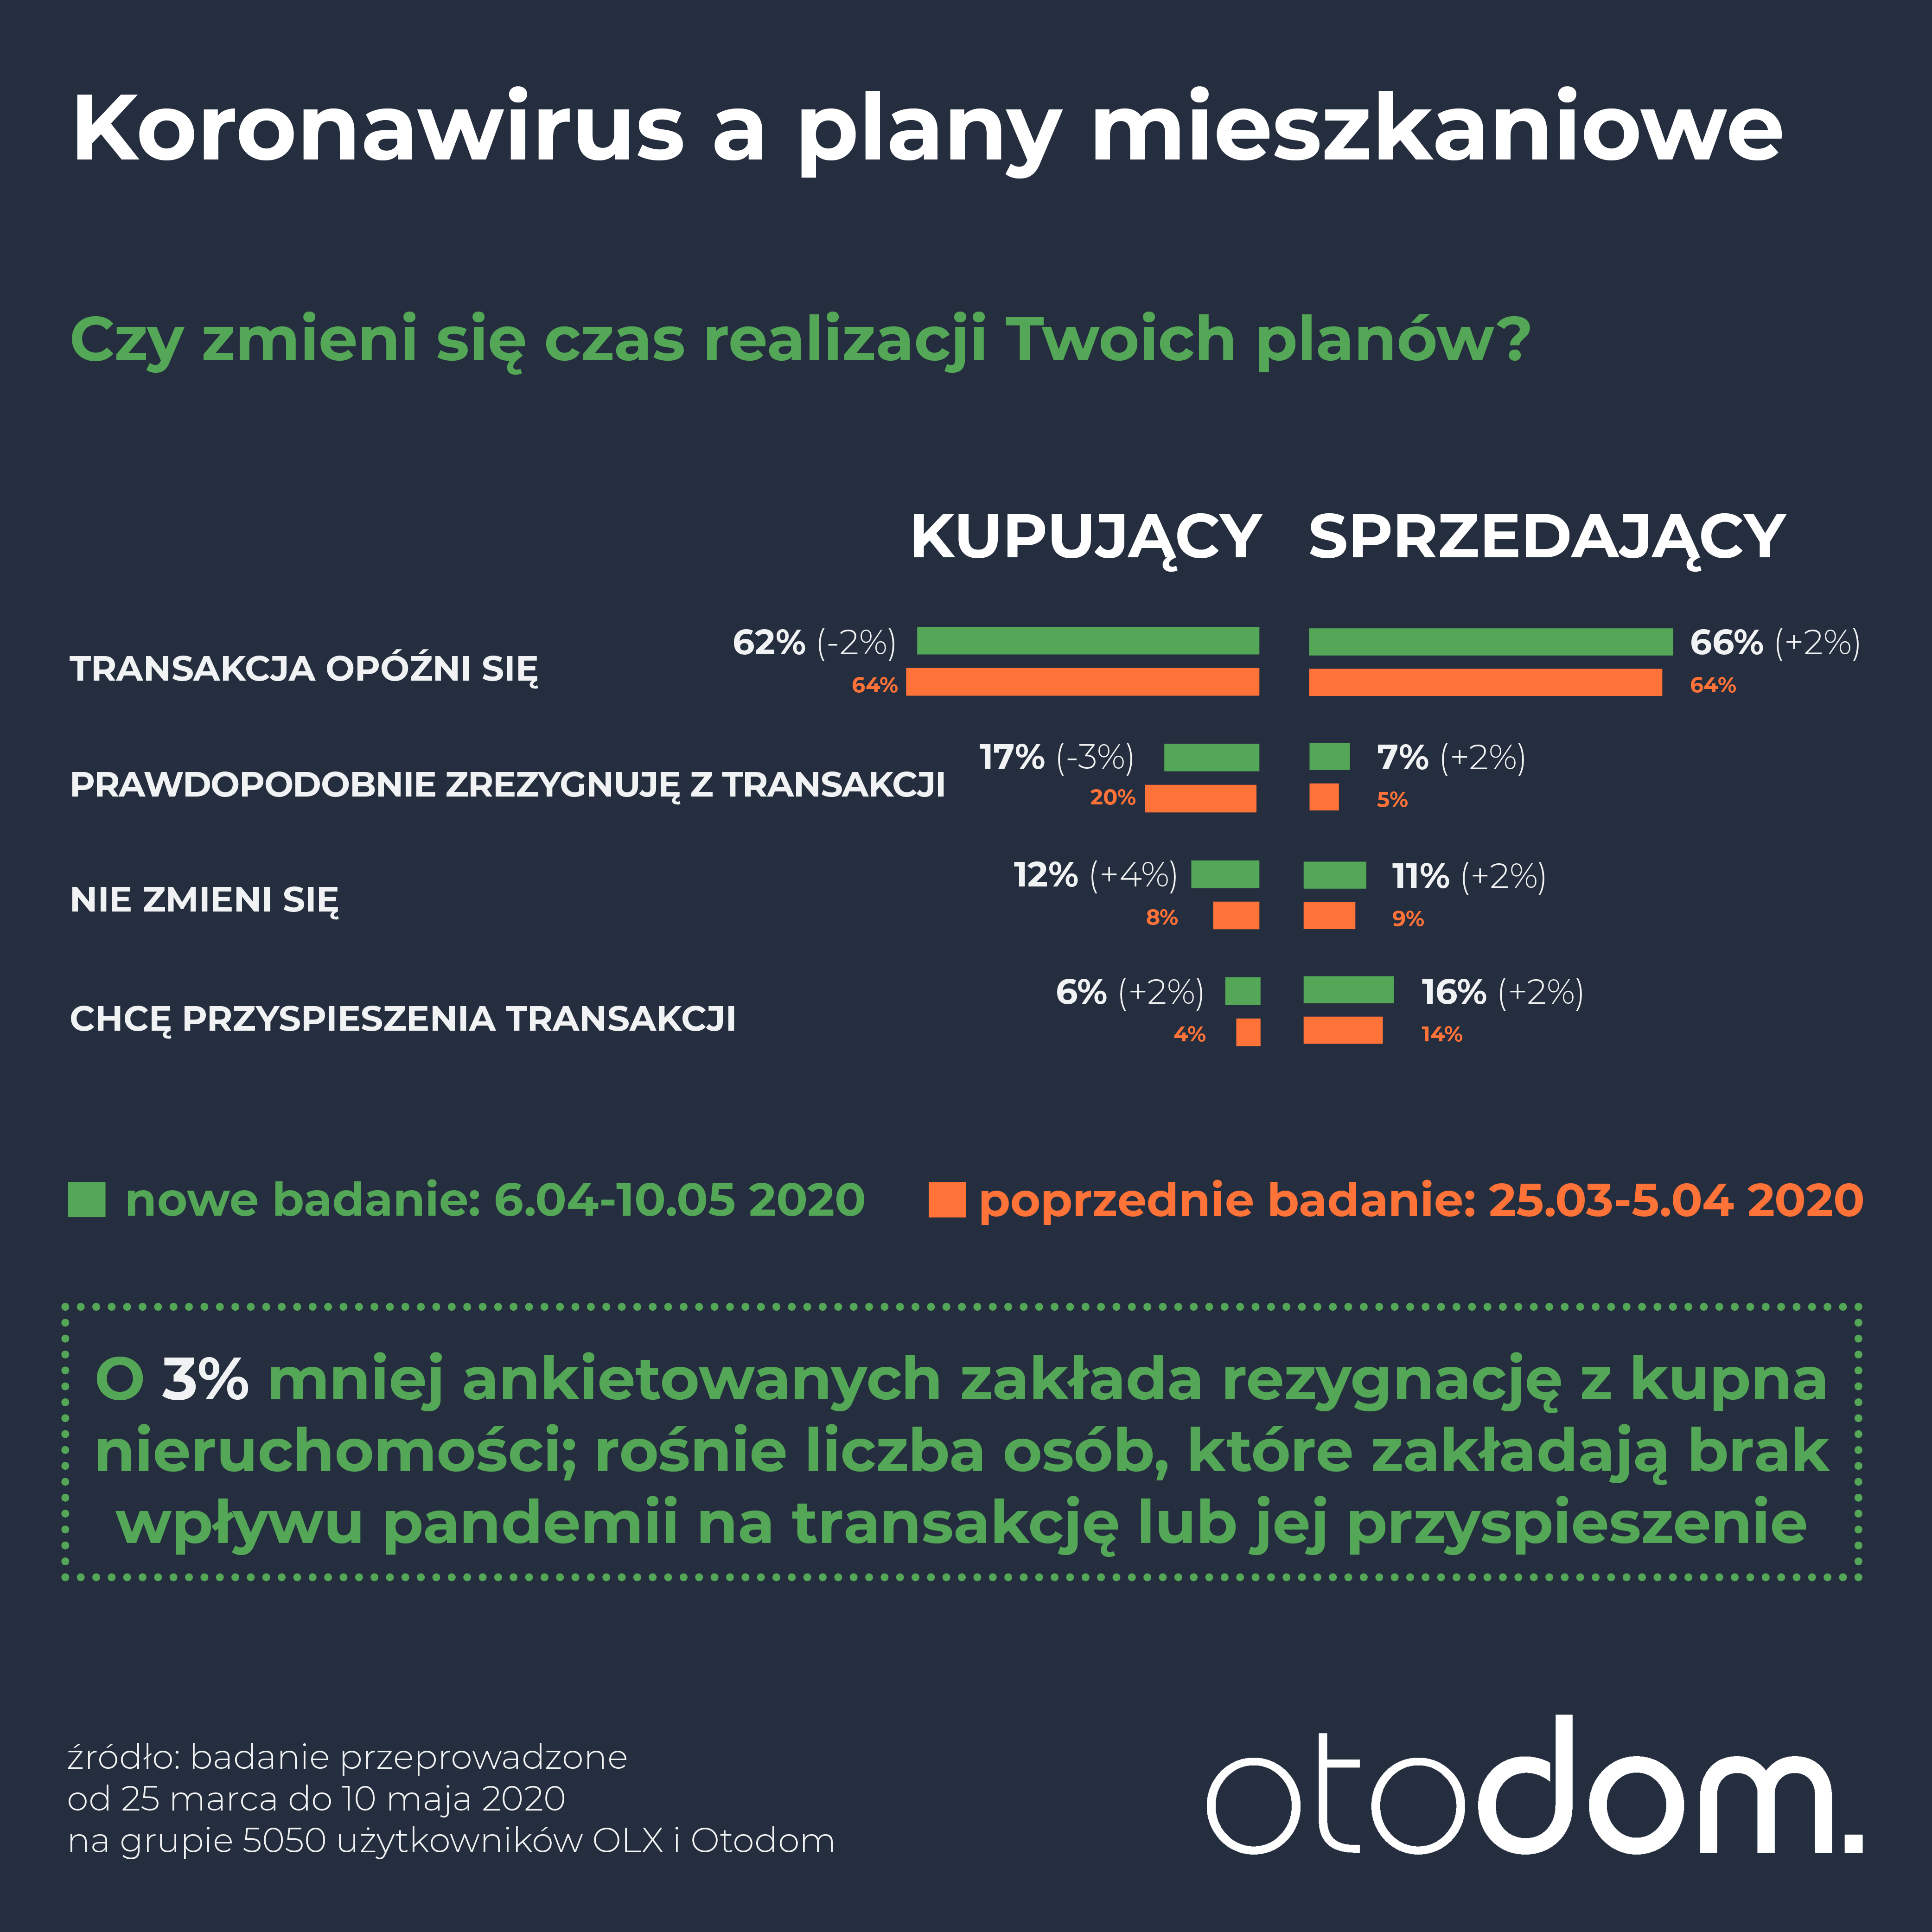 Koronawirus a plany mieszkaniowe
Czy zmieni się czas realizacji Twoich planów?
KUPUJĄCY SPRZEDAJĄCY
TRANSAKCJA OPÓŹNI SIĘ
62% (-2%)
64%
66% (+2%)
64%
PRAWDOPODOBNIE ZREZYGNUJĘ Z TRANSAKCJI
17% (-3%)
20%
7% (+2%)
5%
NIE ZMIENI SIĘ
12% (+4%)
8%
11% (+2%)
9%
CHCĘ PRZYSPIESZENIA TRANSAKCJI
6% (+2%)
4%
16% (+2%)
14%
nowe badanie: 6.04-10.05 2020
poprzednie badanie: 25.03-5.04 2020
O 3% mniej ankietowanych zakłada rezygnację z kupna
nieruchomości; rośnie liczba osób, które zakładają brak
wpływu pandemii na transakcję lub jej przyspieszenie
źródło: badanie przeprowadzone
od 25 marca do 10 maja 2020
na grupie 5050 użytkowników OLX i Otodom
otodom.